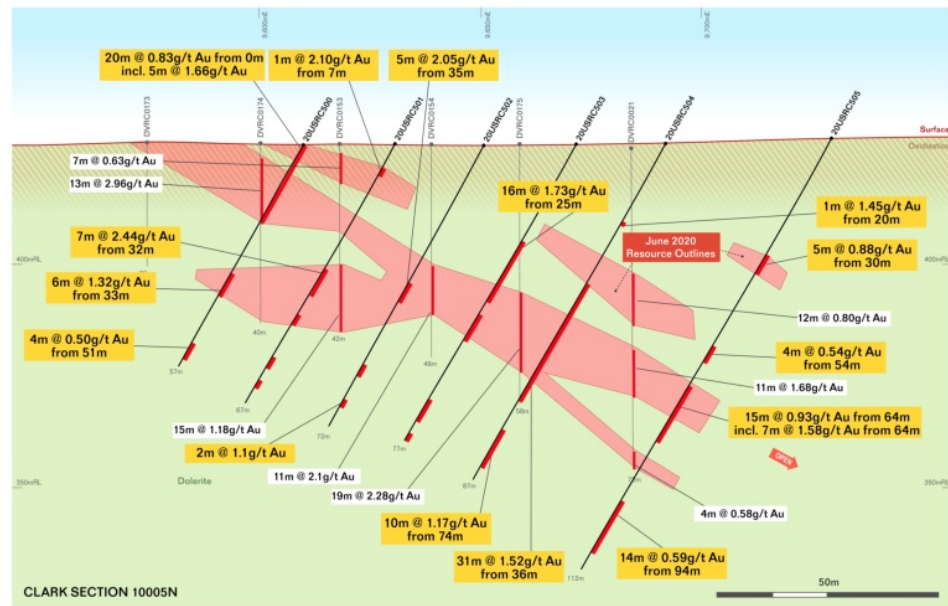 9,600mE
9,650mE
9,700mE
20m @ 0.83g/t Au from 0m
incl. 5m @ 1.66g/t Au
1m @ 2.10g/t Au
from 7m
5m @ 2.05g/t Au
from 35m
DVRC0173
DVRC0174
20USRC500
DVRC0153
20USRC501
DVRC0154
20USRC502
DVRC0175
20USRC503
DVRC0021
20USRC504
20USRC505
Surface
Oxidisation
7m @ 0.63g/t Au
13m @ 2.96g/t Au
16m @ 1.73g/t Au
from 25m
1m @ 1.45g/t Au
from 20m
7m @ 2.44g/t Au
from 32m
June 2020
Resource Outlines
5m @ 0.88g/t Au
from 30m
400mRL
400mRL
6m @ 1.32g/t Au
from 33m
12m @ 0.80g/t Au
40m
42m
4m @ 0.50g/t Au
from 51m
4m @ 0.54g/t Au
from 54m
48m
57m
11m @ 1.68g/t Au
67m
58m
15m @ 0.93g/t Au from 64m
incl. 7m @ 1.58g/t Au from 64m
15m @ 1.18g/t Au
72m
2m @ 1.1g/t Au
77m
OPEN
11m @ 2.1g/t Au
87m
Dolerite
350mRL
350mRL
19m @ 2.28g/t Au
4m @ 0.58g/t Au
10m @ 1.17g/t Au
from 74m
31m @ 1.52g/t Au
from 36m
14m @ 0.59g/t Au
from 94m
112m
50m
CLARK SECTION 10005N